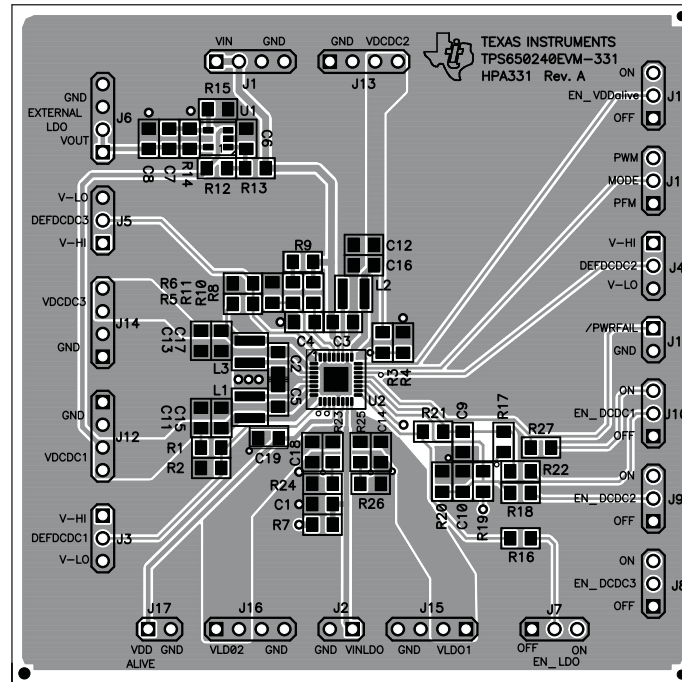 TEXAS INSTRUMENTS
TPS650240EVM-331
HPA331 Rev. A
VIN GND
J1
GND VDCDC2
J13
ON
EN_VDDalive
OFF
J1
GND
EXTERNAL
LDO
VOUT
J6
R15
U1
C6
C8
C7
R14
R12
R13
PWM
MODE
PFM
J1
V-LO
DEFDCDC3
V-HI
J5
V-HI
DEFDCDC2
V-LO
J4
R9
C12
C16
L2
R6
R5
R11
R10
R8
VDCDC3
GND
J14
C13
C17
C4
C3
L3
C2
R3
R4
/PWRFAIL
GND
J1
L1
C5
U2
GND
VDCDC1
J12
C11
C15
R1
R2
C19
R23
R25
C14
C18
R21
C9
R17
R27
ON
EN_DCDC1
OFF
J10
R24
C1
R7
R26
R20
C10
R19
R22
R18
ON
EN_DCDC2
OFF
J9
V-HI
DEFDCDC1
V-LO
J3
R16
ON
EN_DCDC3
OFF
J8
J17
VDD GND
ALIVE
J16
VLDO2 GND
J2
GND VINLDO
J15
GND VLDO1
J7
OFF ON
EN_LDO